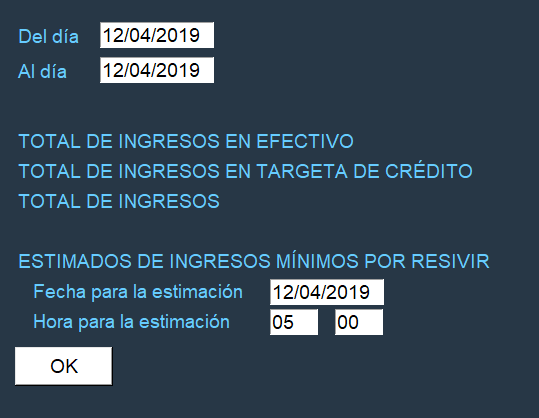 Del día 12/04/2019
Al día 12/04/2019
TOTAL DE INGRESOS EN EFECTIVO
TOTAL DE INGRESOS EN TARGETA DE CRÉDITO
TOTAL DE INGRESOS
ESTIMADOS DE INGRESOS MÍNIMOS POR RESIVIR
Fecha para la estimación 12/04/2019
Hora para la estimación 05 00
OK